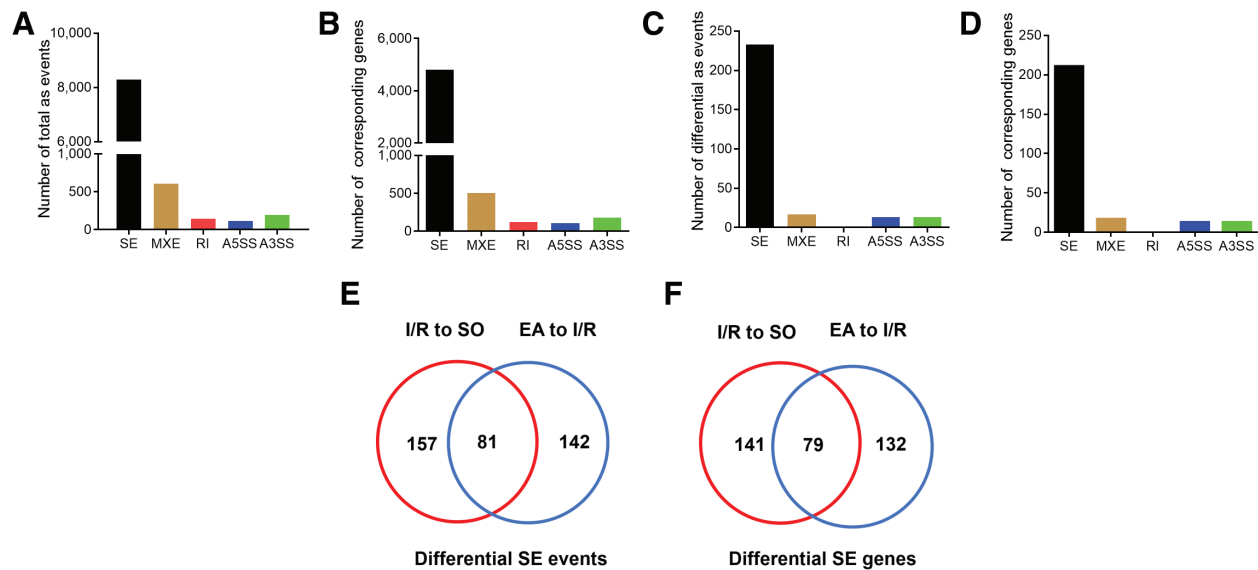 A
Number of total as events
10,000
8,000
6,000
1,000
500
0
SE MXE RI A5SS A3SS
B
Number of corresponding genes
6,000
4,000
2,000
1,000
500
0
SE MXE RI A5SS A3SS
C
Number of differential as events
250
200
150
100
50
0
SE MXE RI A5SS A3SS
D
Number of corresponding genes
250
200
150
100
50
0
SE MXE RI A5SS A3SS
E
I/R to SO EA to I/R
157 81 142
Differential SE events
F
I/R to SO EA to I/R
141 79 132
Differential SE genes